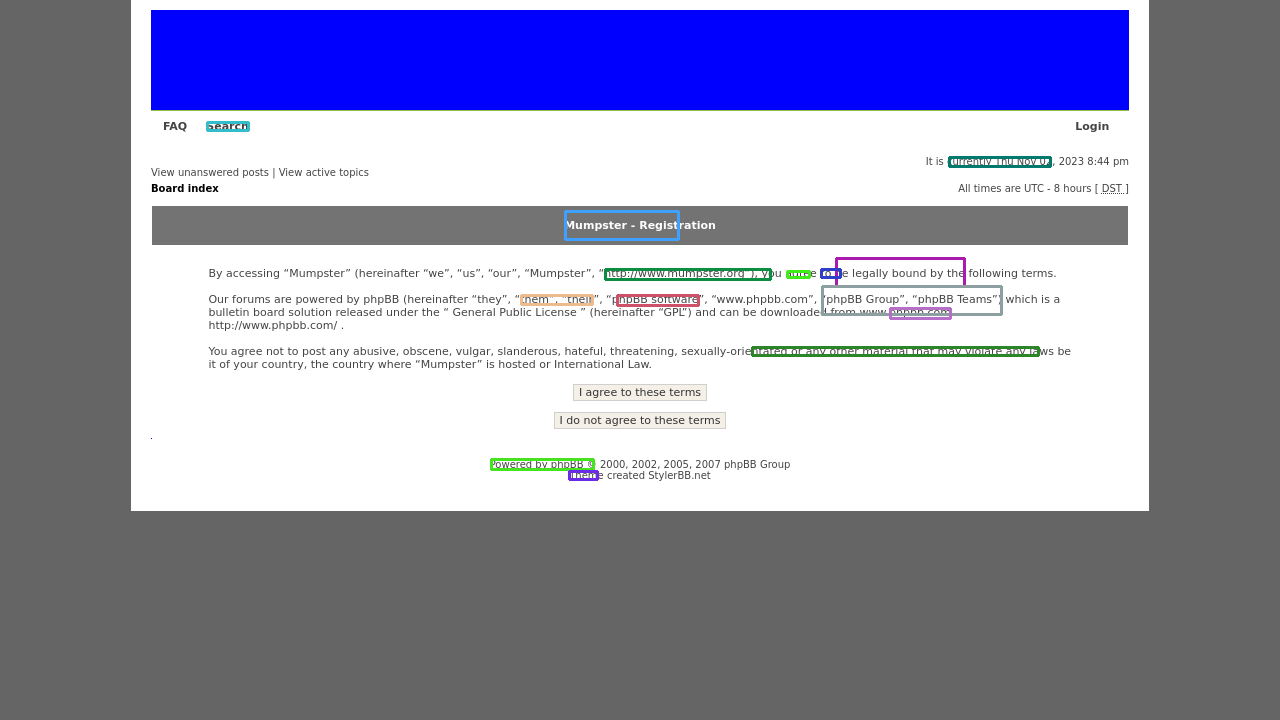 FAQ Search Login
It is currently Thu Nov 2023 8:44 pm
View unanswered posts | View active topics
Board index All times are UTC - 8 hours [ DST ]
Mumpster - Registration
By accessing “Mumpster” (hereinafter “we”, “us”, “our”, “Mumpster”, “http://www.mumpster.org”), you agree to be legally bound by the following terms.
Our forums are powered by phpBB (hereinafter “they”, “them”, “their”, “phpBB software”, “www.phpbb.com”, “phpBB Group”, “phpBB Teams”) which is a
bulletin board solution released under the “ General Public License ” (hereinafter “GPL”) and can be downloaded from www.phpbb.com
http://www.phpbb.com/ .
You agree not to post any abusive, obscene, vulgar, slanderous, hateful, threatening, sexually-orientated or any other material that may violate any laws be
it of your country, the country where “Mumpster” is hosted or International Law.
I agree to these terms
I do not agree to these terms
.
Powered by phpBB © 2000, 2002, 2005, 2007 phpBB Group
Theme created StylerBB.net